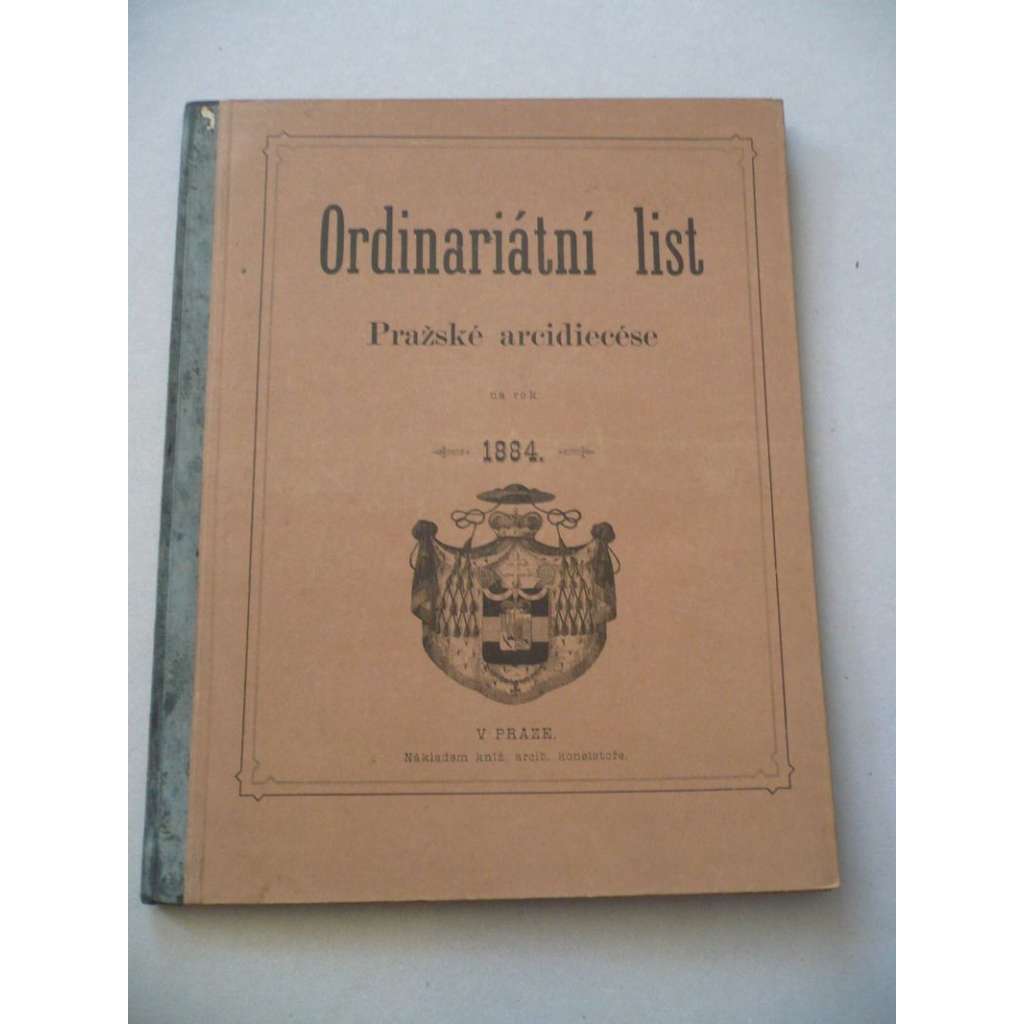 Ordinariátní list
Pražské arcidiecése
na rok
1884.
V PRAZE.
Nákladem kníž. arcib. konsistoře.